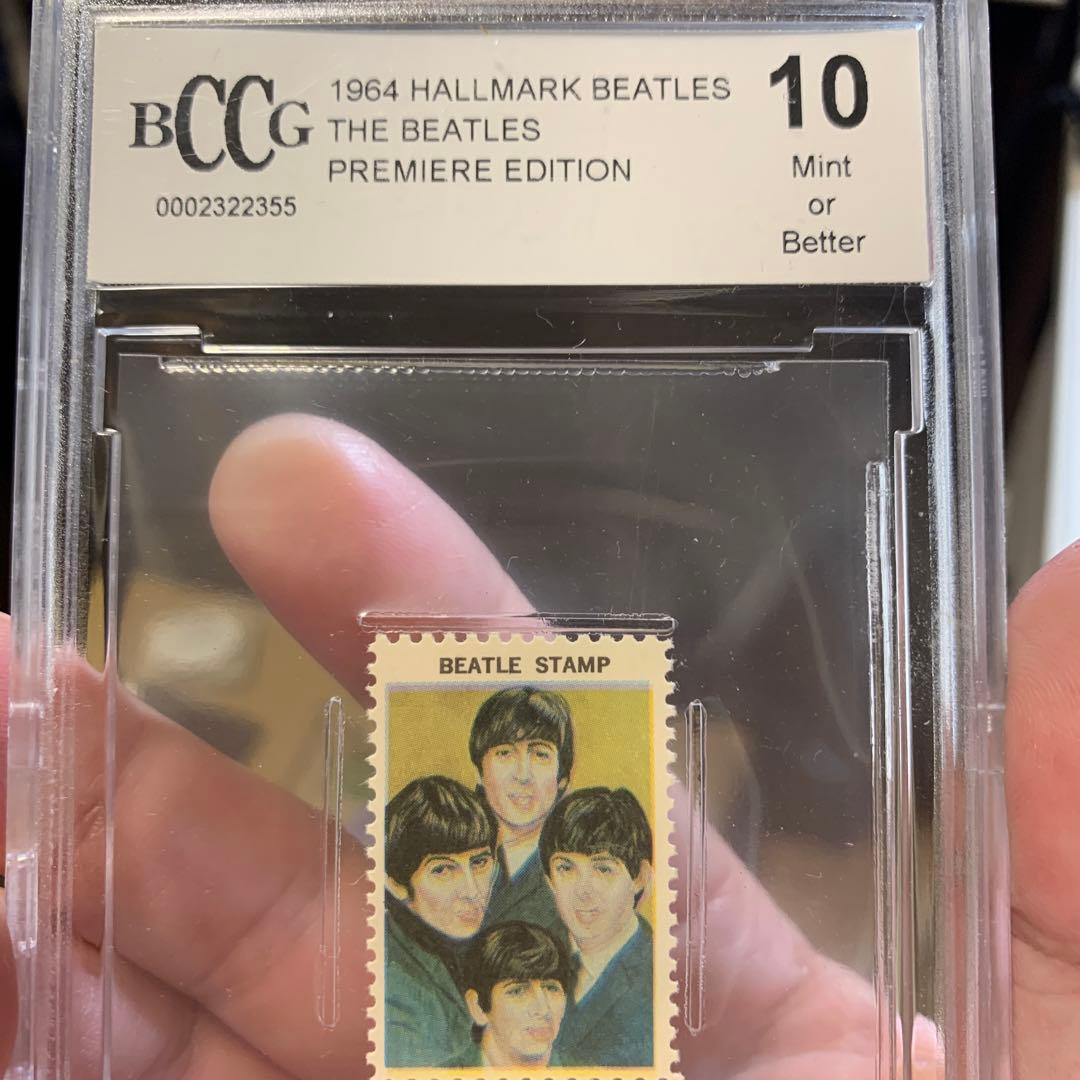 BCCG
1964 HALLMARK BEATLES
THE BEATLES
PREMIERE EDITION
0002322355
10
Mint
or
Better
BEATLE STAMP